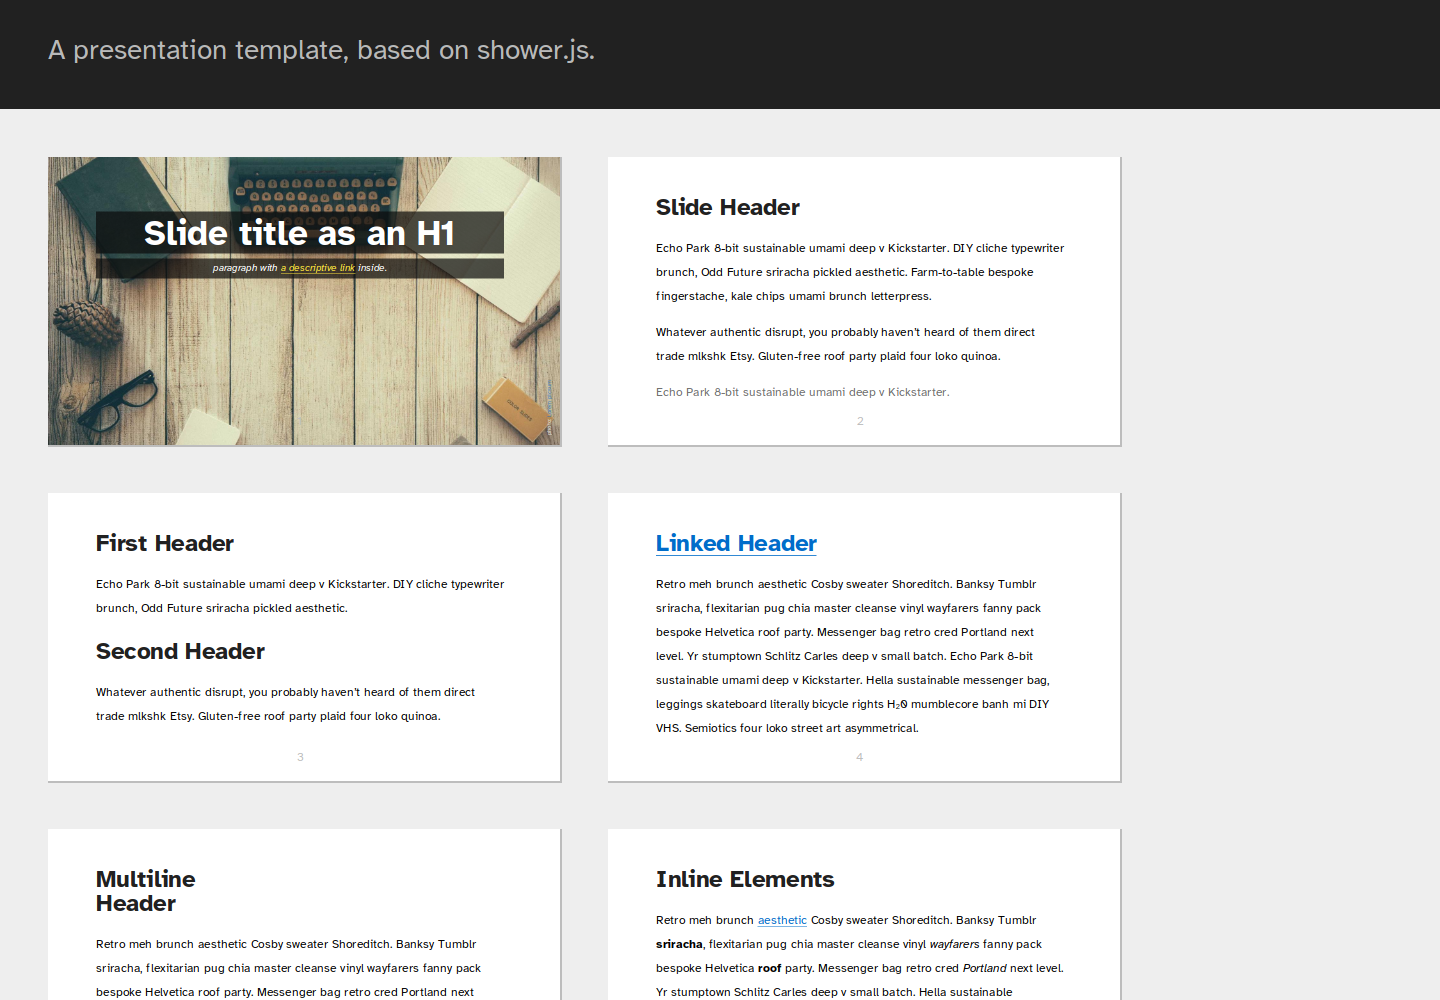 A presentation template, based on shower.js.
Slide title as an H1
paragraph with a descriptive link inside.
Slide Header
Echo Park 8-bit sustainable umami deep v Kickstarter. DIY cliche typewriter
brunch, Odd Future sriracha pickled aesthetic. Farm-to-table bespoke
fingerstache, kale chips umami brunch letterpress.
Whatever authentic disrupt, you probably haven't heard of them direct
trade mlkshk Etsy. Gluten-free roof party plaid four loko quinoa.
Echo Park 8-bit sustainable umami deep v Kickstarter.
2
First Header
Echo Park 8-bit sustainable umami deep v Kickstarter. DIY cliche typewriter
brunch, Odd Future sriracha pickled aesthetic.
Second Header
Whatever authentic disrupt, you probably haven't heard of them direct
trade mlkshk Etsy. Gluten-free roof party plaid four loko quinoa.
3
Linked Header
Retro meh brunch aesthetic Cosby sweater Shoreditch. Banksy Tumblr
sriracha, flexitarian pug chia master cleanse vinyl wayfarers fanny pack
bespoke Helvetica roof party. Messenger bag retro cred Portland next
level. Yr stumptown Schlitz Carles deep v small batch. Echo Park 8-bit
sustainable umami deep v Kickstarter. Hella sustainable messenger bag,
leggings skateboard literally bicycle rights H₂0 mumblecore banh mi DIY
VHS. Semiotics four loko street art asymmetrical.
4
Multiline
Header
Retro meh brunch aesthetic Cosby sweater Shoreditch. Banksy Tumblr
sriracha, flexitarian pug chia master cleanse vinyl wayfarers fanny pack
bespoke Helvetica roof party. Messenger bag retro cred Portland next
Inline Elements
Retro meh brunch aesthetic Cosby sweater Shoreditch. Banksy Tumblr
sriracha, flexitarian pug chia master cleanse vinyl wayfarers fanny pack
bespoke Helvetica roof party. Messenger bag retro cred Portland next level.
Yr stumptown Schlitz Carles deep v small batch. Hella sustainable